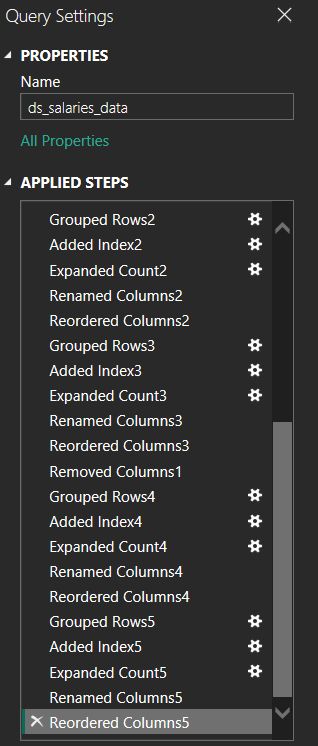 Query Settings
PROPERTIES
Name
ds_salaries_data
All Properties
APPLIED STEPS
Grouped Rows2
Added Index2
Expanded Count2
Renamed Columns2
Reordered Columns2
Grouped Rows3
Added Index3
Expanded Count3
Renamed Columns3
Reordered Columns3
Removed Columns1
Grouped Rows4
Added Index4
Expanded Count4
Renamed Columns4
Reordered Columns4
Grouped Rows5
Added Index5
Expanded Count5
Renamed Columns5
Reordered Columns5